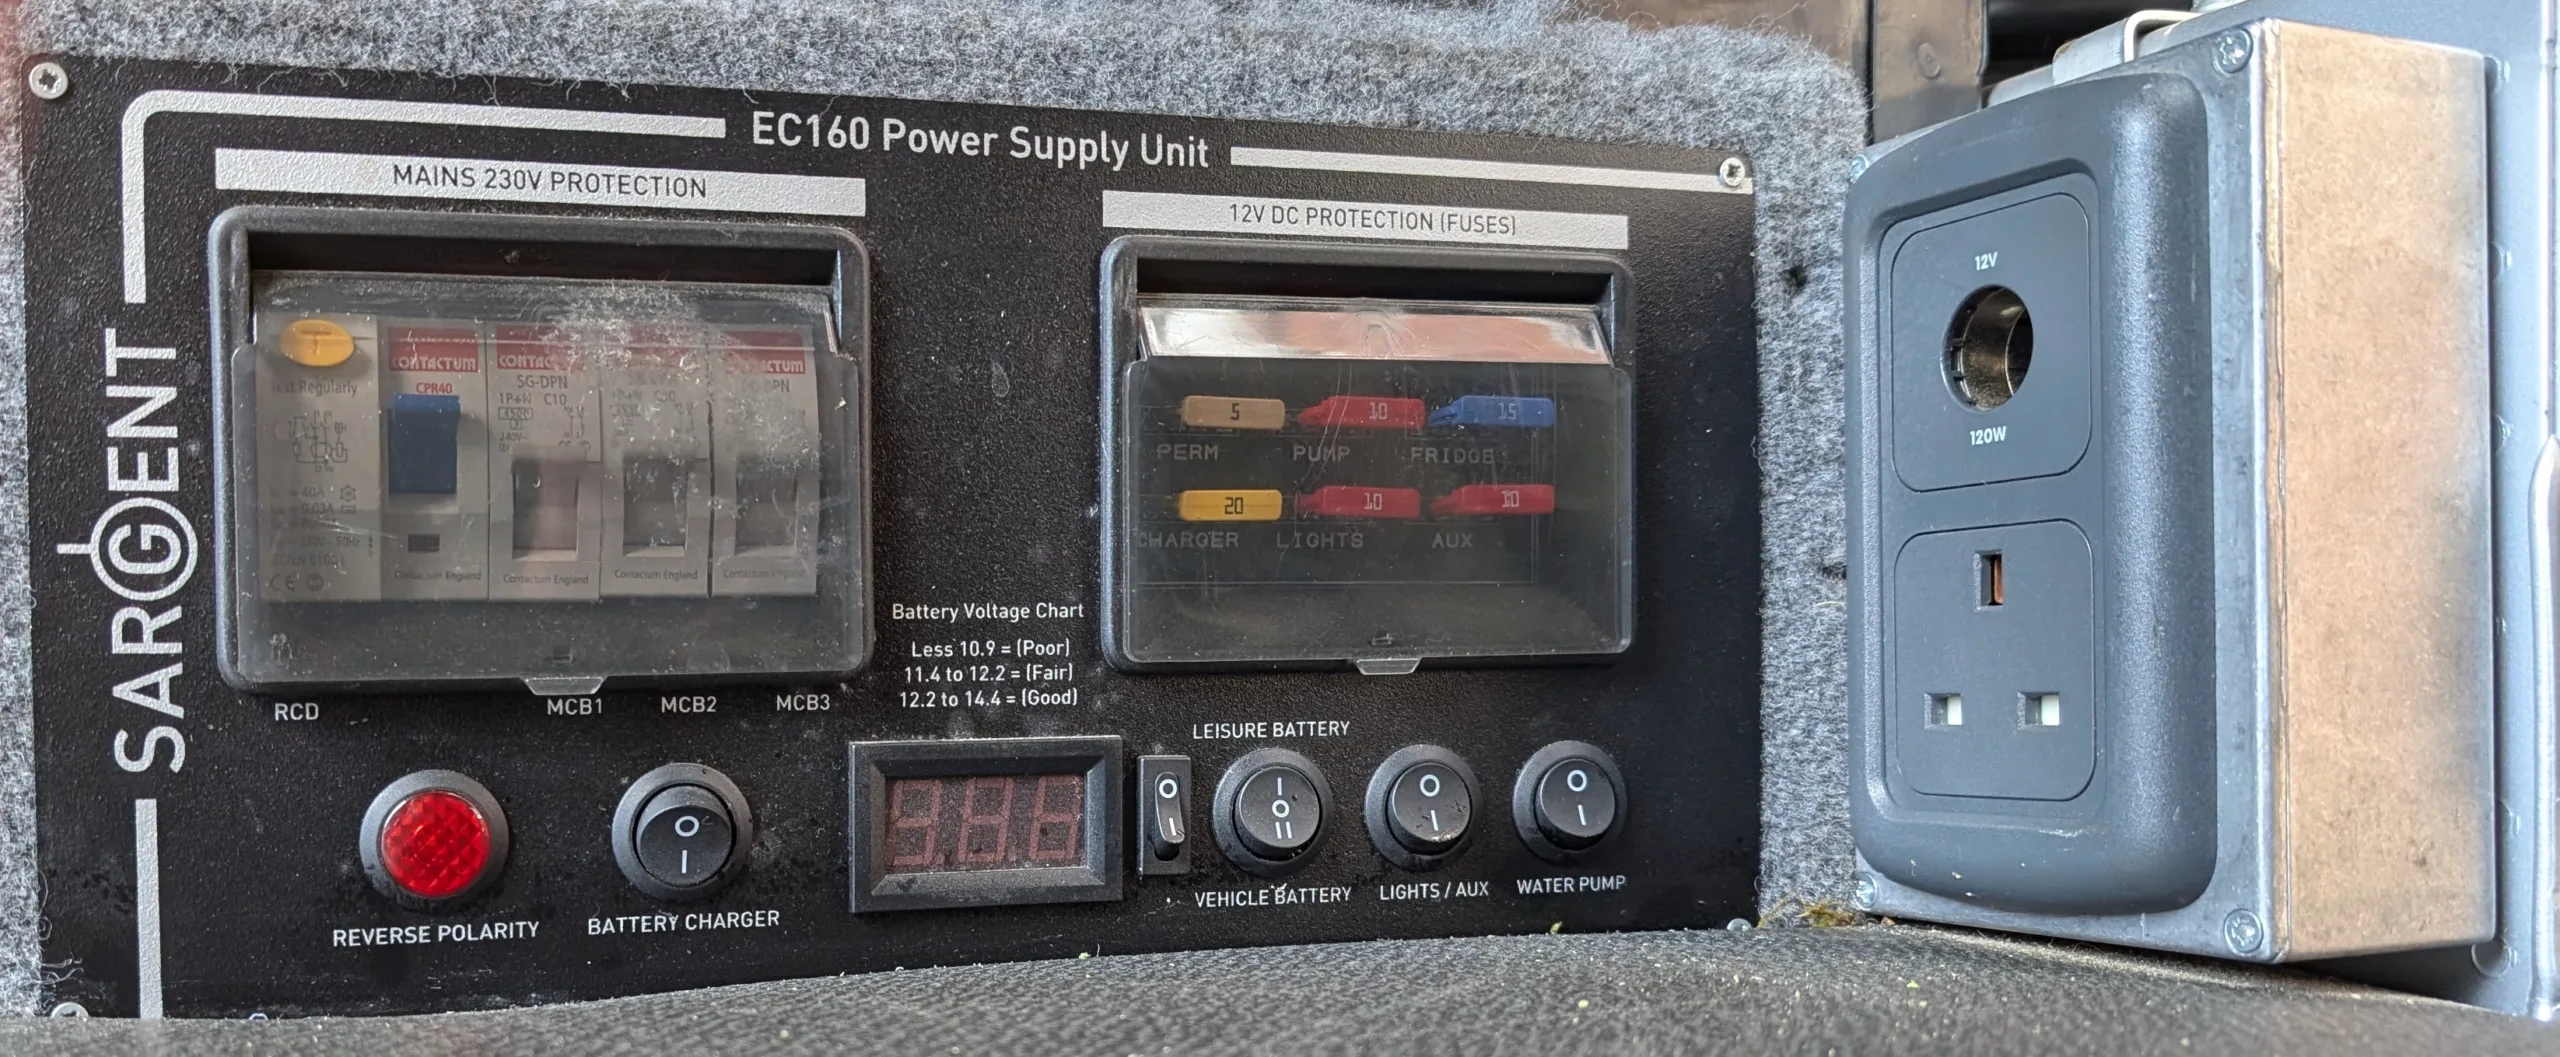 EC160 Power Supply Unit
SARGENT
MAINS 230V PROTECTION
Test Regularly
CONTACTUM
CPR40
CONTACTUM
SG-DPN
1P+N C10
4500
240V~
Contactum England
Contactum England
Contactum England
Contactum England
RCD
MCB1
MCB2
MCB3
12V DC PROTECTION (FUSES)
5
10
15
PERM
PUMP
FRIDGE
20
10
10
CHARGER
LIGHTS
AUX
Battery Voltage Chart
Less 10.9 = (Poor)
11.4 to 12.2 = (Fair)
12.2 to 14.4 = (Good)
REVERSE POLARITY
BATTERY CHARGER
LEISURE BATTERY
VEHICLE BATTERY
LIGHTS / AUX
WATER PUMP
12V
120W